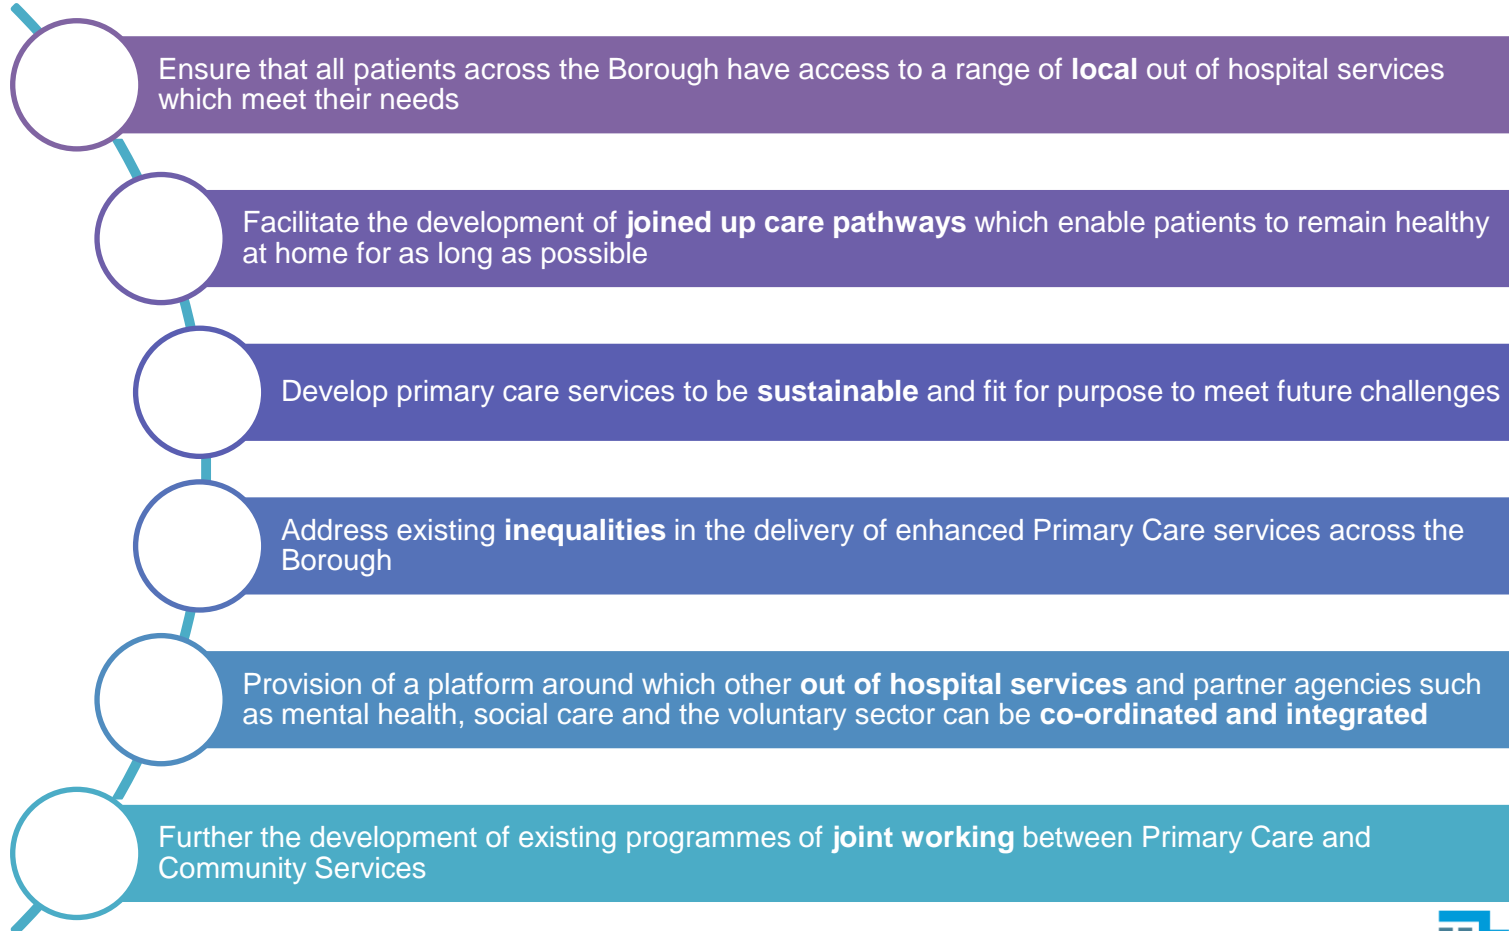 Ensure that all patients across the Borough have access to a range of local out of hospital services
which meet their needs
Facilitate the development of joined up care pathways which enable patients to remain healthy
at home for as long as possible
Develop primary care services to be sustainable and fit for purpose to meet future challenges
Address existing inequalities in the delivery of enhanced Primary Care services across the
Borough
Provision of a platform around which other out of hospital services and partner agencies such
as mental health, social care and the voluntary sector can be co-ordinated and integrated
Further the development of existing programmes of joint working between Primary Care and
Community Services